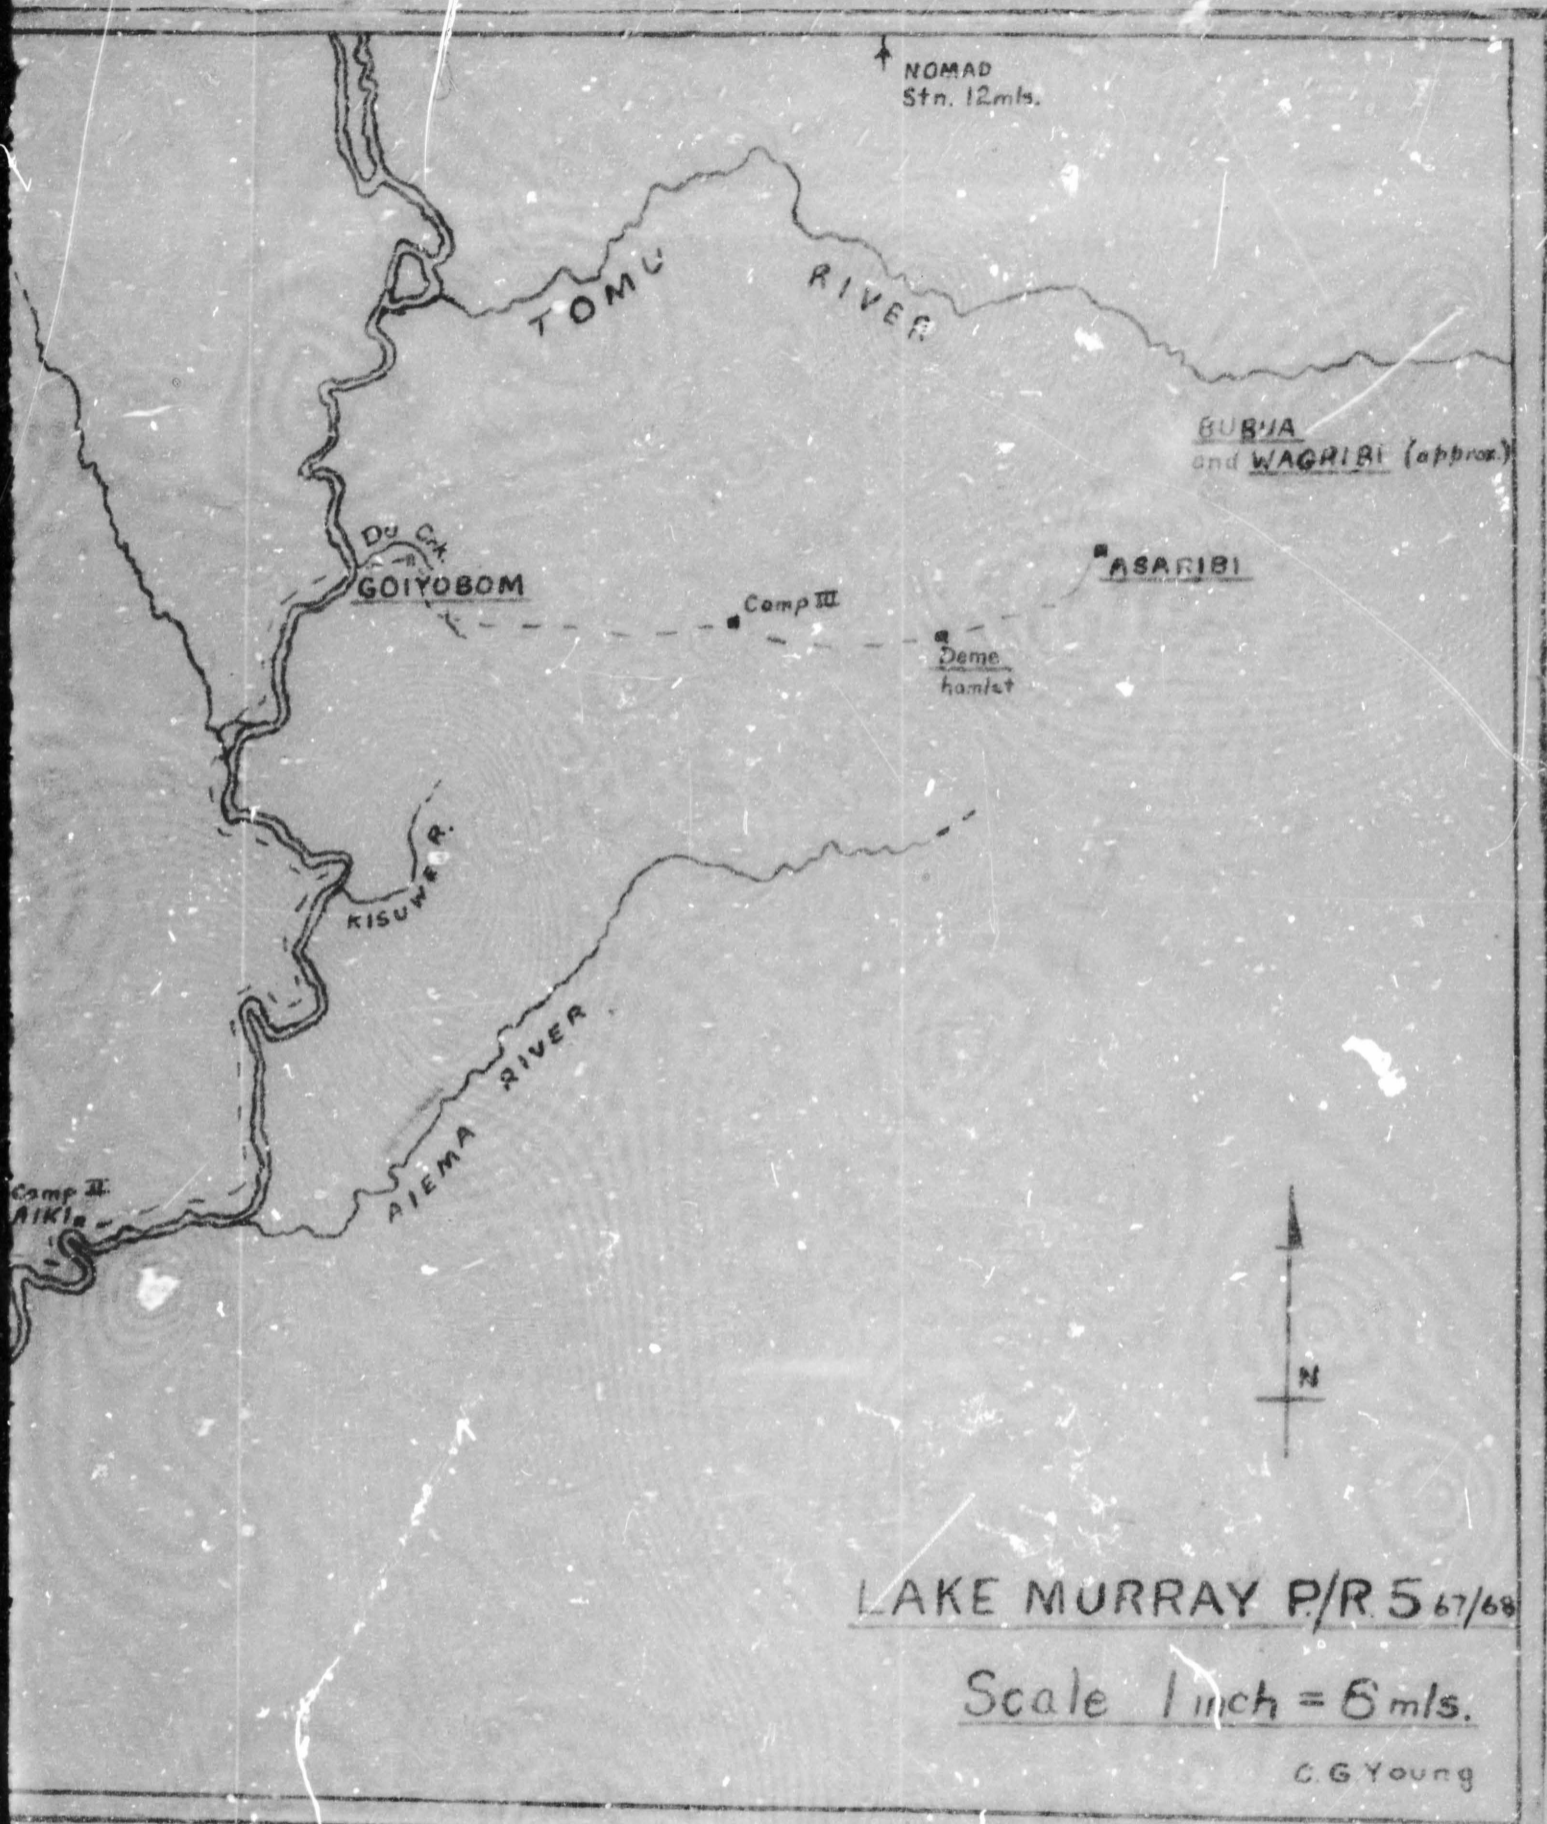 NOMAD
Stn. 12mls.
TOMU RIVER
BUBUA
and WAGRIBI (approx.)
Du Crk.
GOIYOBOM
ASARIBI
Camp III
Deme
hamlet
KISUWE R.
AIEMA RIVER
Camp II
AIKI
N
LAKE MURRAY P/R 5 67/68
Scale 1 inch = 6 mls.
C.G. Young